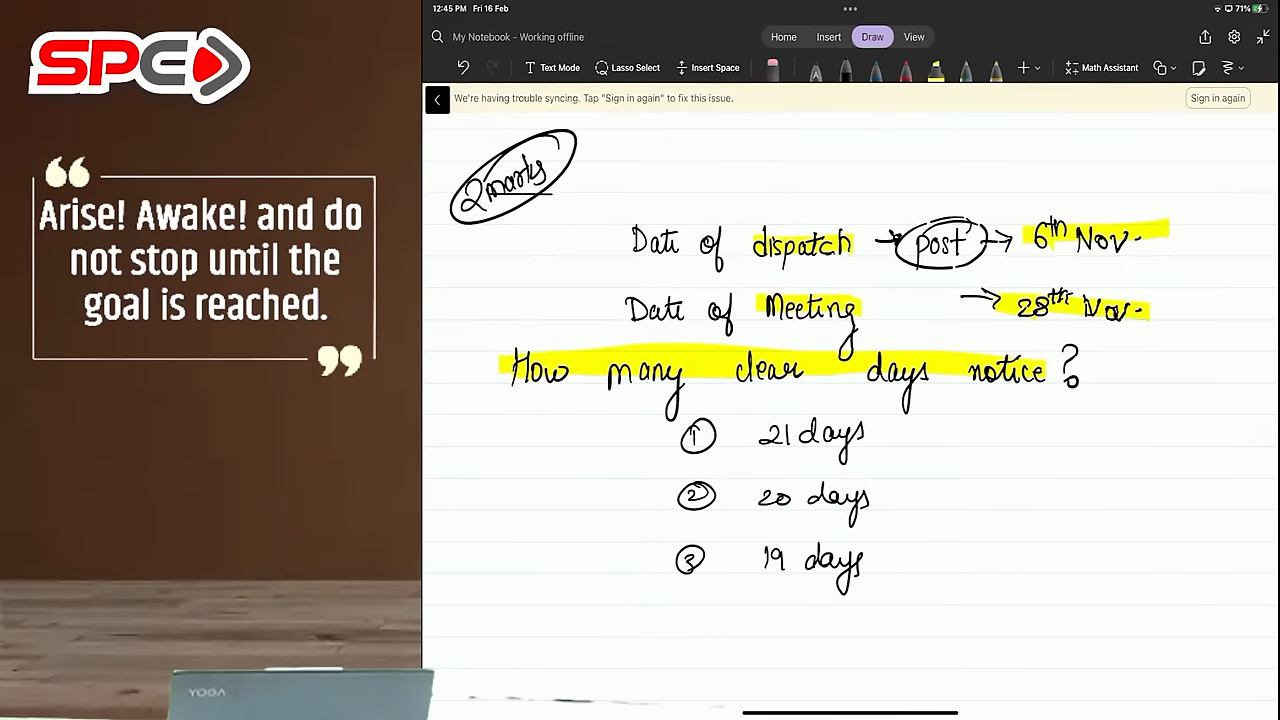 SPC
12:45 PM Fri 16 Feb
71%
My Notebook - Working offline
Home Insert Draw View
Text Mode Lasso Select Insert Space Math Assistant
We're having trouble syncing. Tap "Sign in again" to fix this issue. Sign in again
2 marks
Date of dispatch → post → 6th Nov.
Date of Meeting → 28th Nov.
How many clear days notice ?
① 21 days
② 20 days
③ 19 days
“
Arise! Awake! and do
not stop until the
goal is reached.
”
YOGA